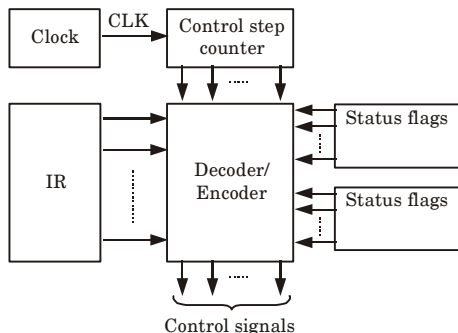 Clock
CLK
Control step
counter
.....
IR
Decoder/
Encoder
Status flags
Status flags
.....
Control signals